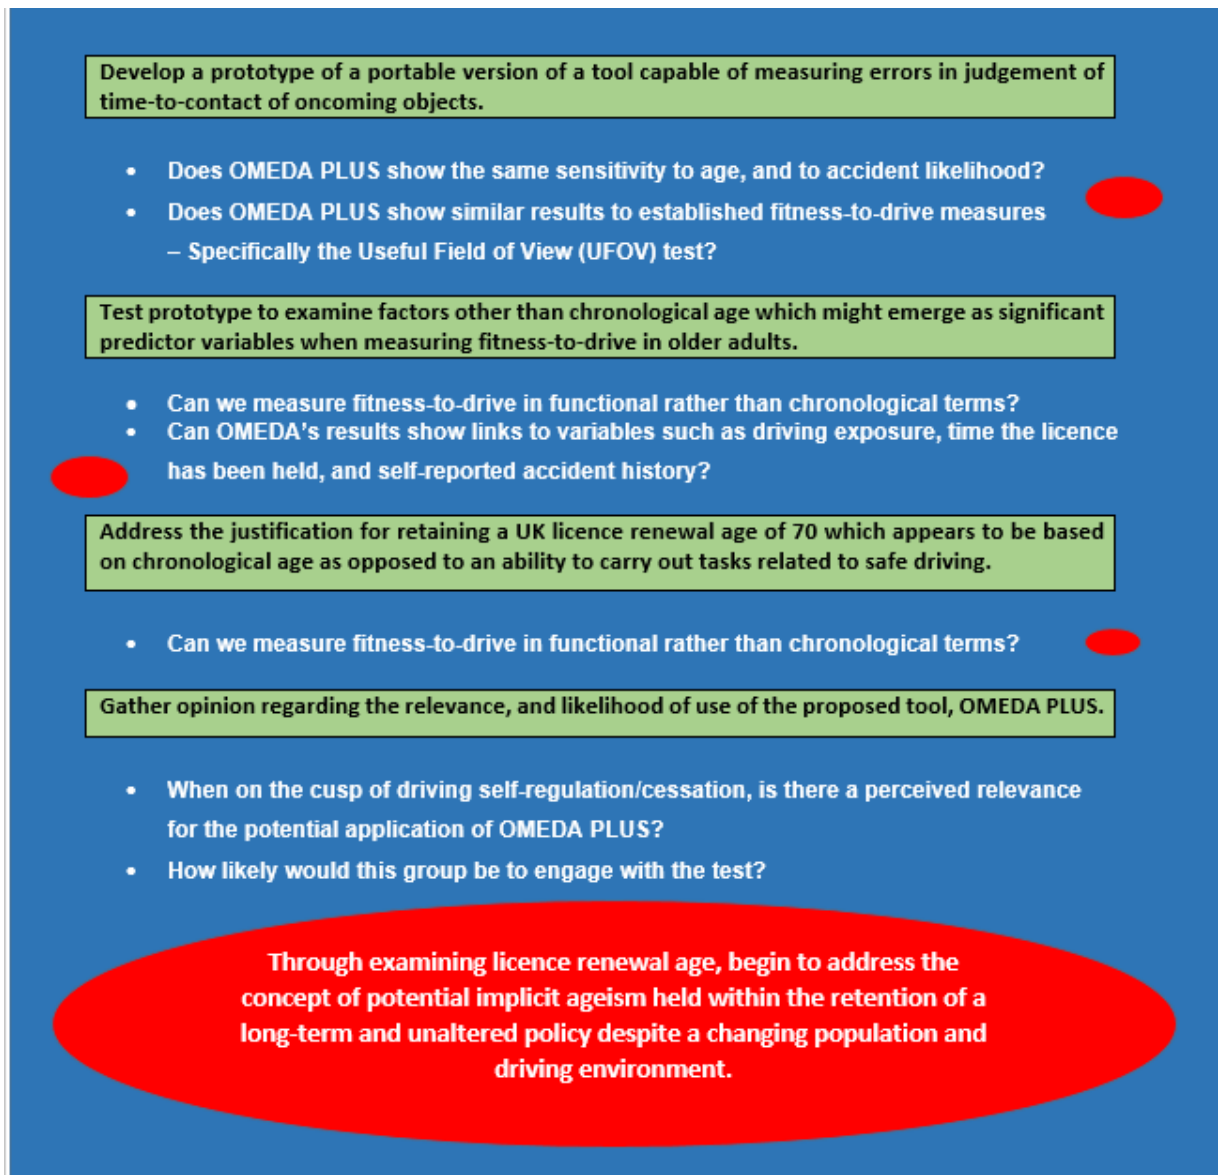 Develop a prototype of a portable version of a tool capable of measuring errors in judgement of
time-to-contact of oncoming objects.
• Does OMEDA PLUS show the same sensitivity to age, and to accident likelihood?
• Does OMEDA PLUS show similar results to established fitness-to-drive measures
– Specifically the Useful Field of View (UFOV) test?
Test prototype to examine factors other than chronological age which might emerge as significant
predictor variables when measuring fitness-to-drive in older adults.
• Can we measure fitness-to-drive in functional rather than chronological terms?
• Can OMEDA's results show links to variables such as driving exposure, time the licence
has been held, and self-reported accident history?
Address the justification for retaining a UK licence renewal age of 70 which appears to be based
on chronological age as opposed to an ability to carry out tasks related to safe driving.
• Can we measure fitness-to-drive in functional rather than chronological terms?
Gather opinion regarding the relevance, and likelihood of use of the proposed tool, OMEDA PLUS.
• When on the cusp of driving self-regulation/cessation, is there a perceived relevance
for the potential application of OMEDA PLUS?
• How likely would this group be to engage with the test?
Through examining licence renewal age, begin to address the
concept of potential implicit ageism held within the retention of a
long-term and unaltered policy despite a changing population and
driving environment.